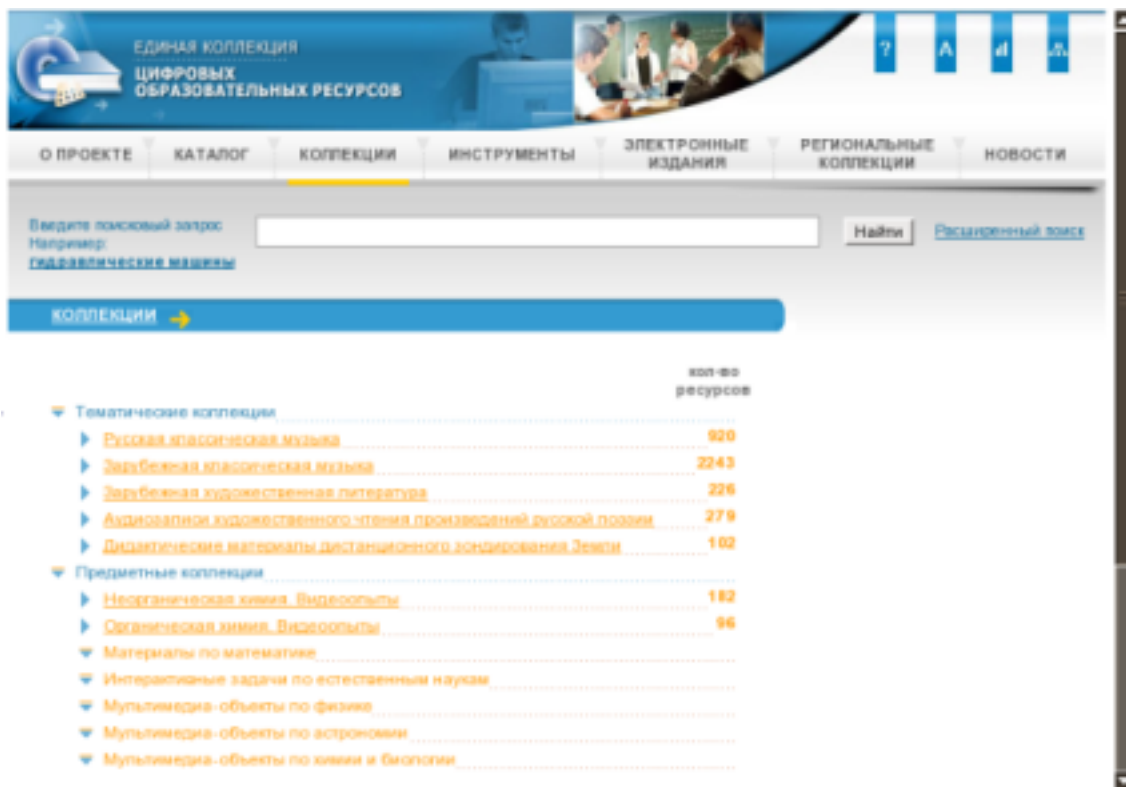 ЕДИНАЯ КОЛЛЕКЦИЯ
ЦИФРОВЫХ
ОБРАЗОВАТЕЛЬНЫХ РЕСУРСОВ
? A
О ПРОЕКТЕ КАТАЛОГ КОЛЛЕКЦИИ ИНСТРУМЕНТЫ ЭЛЕКТРОННЫЕ ИЗДАНИЯ РЕГИОНАЛЬНЫЕ КОЛЛЕКЦИИ НОВОСТИ
Введите поисковый запрос
Например:
гидравлические машины
Найти Расширенный поиск
КОЛЛЕКЦИИ
кол-во
ресурсов
Тематические коллекции
Русская классическая музыка 920
Зарубежная классическая музыка 2243
Зарубежная художественная литература 226
Аудиозаписи художественного чтения произведений русской поэзии 279
Дидактические материалы дистанционного зондирования Земли 102
Предметные коллекции
Неорганическая химия. Видеоопыты 182
Органическая химия. Видеоопыты 96
Материалы по математике
Интерактивные задачи по естественным наукам
Мультимедиа-объекты по физике
Мультимедиа-объекты по астрономии
Мультимедиа-объекты по химии и биологии